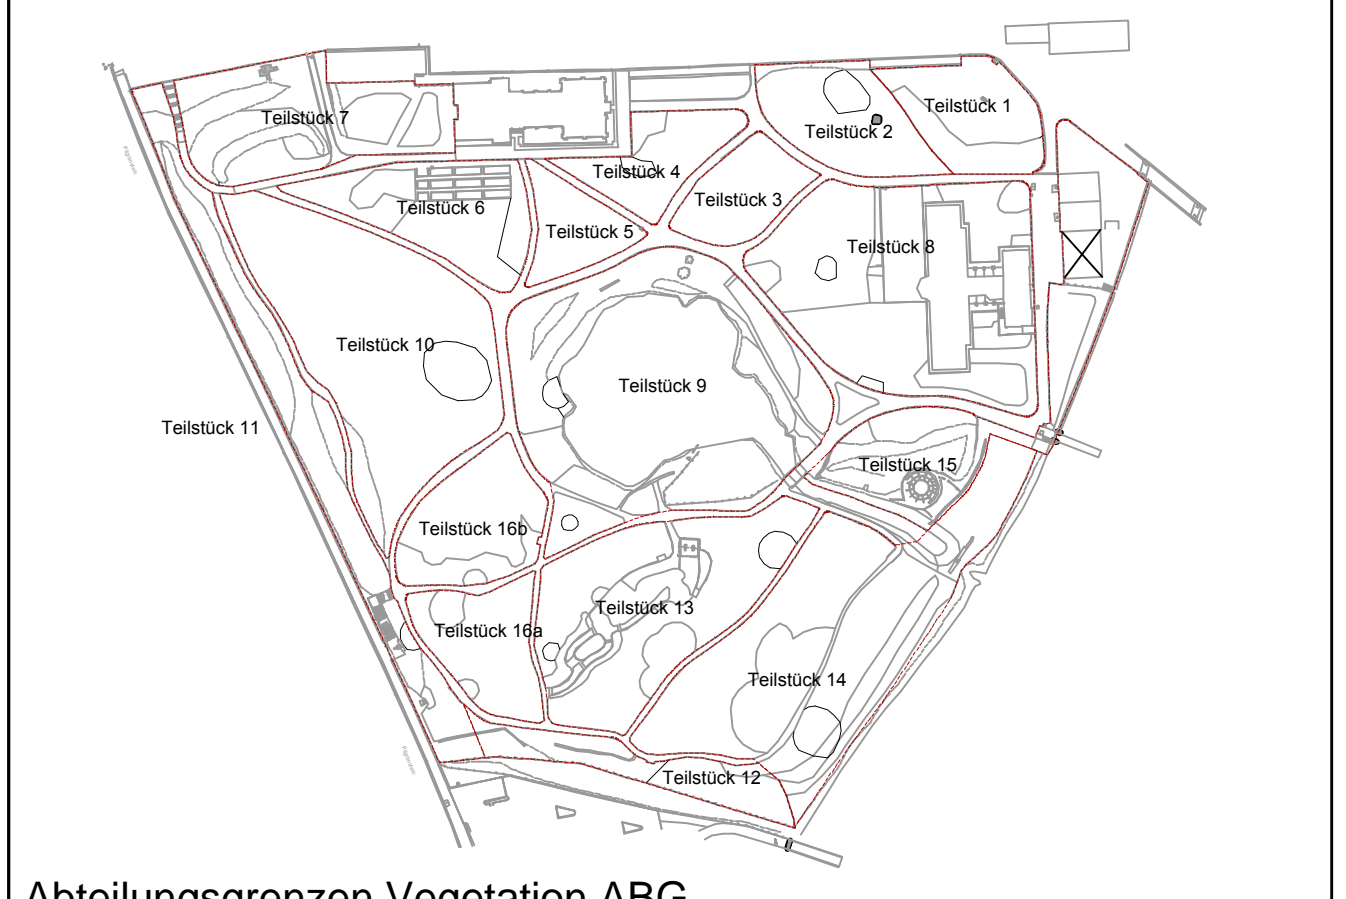 Teilstück 1
Teilstück 7
Teilstück 2
Teilstück 4
Teilstück 3
Teilstück 6
Teilstück 5
Teilstück 8
Teilstück 10
Teilstück 9
Teilstück 11
Teilstück 15
Teilstück 16b
Teilstück 13
Teilstück 16a
Teilstück 14
Teilstück 12
Abteilungsgrenzen Vegetation ABG